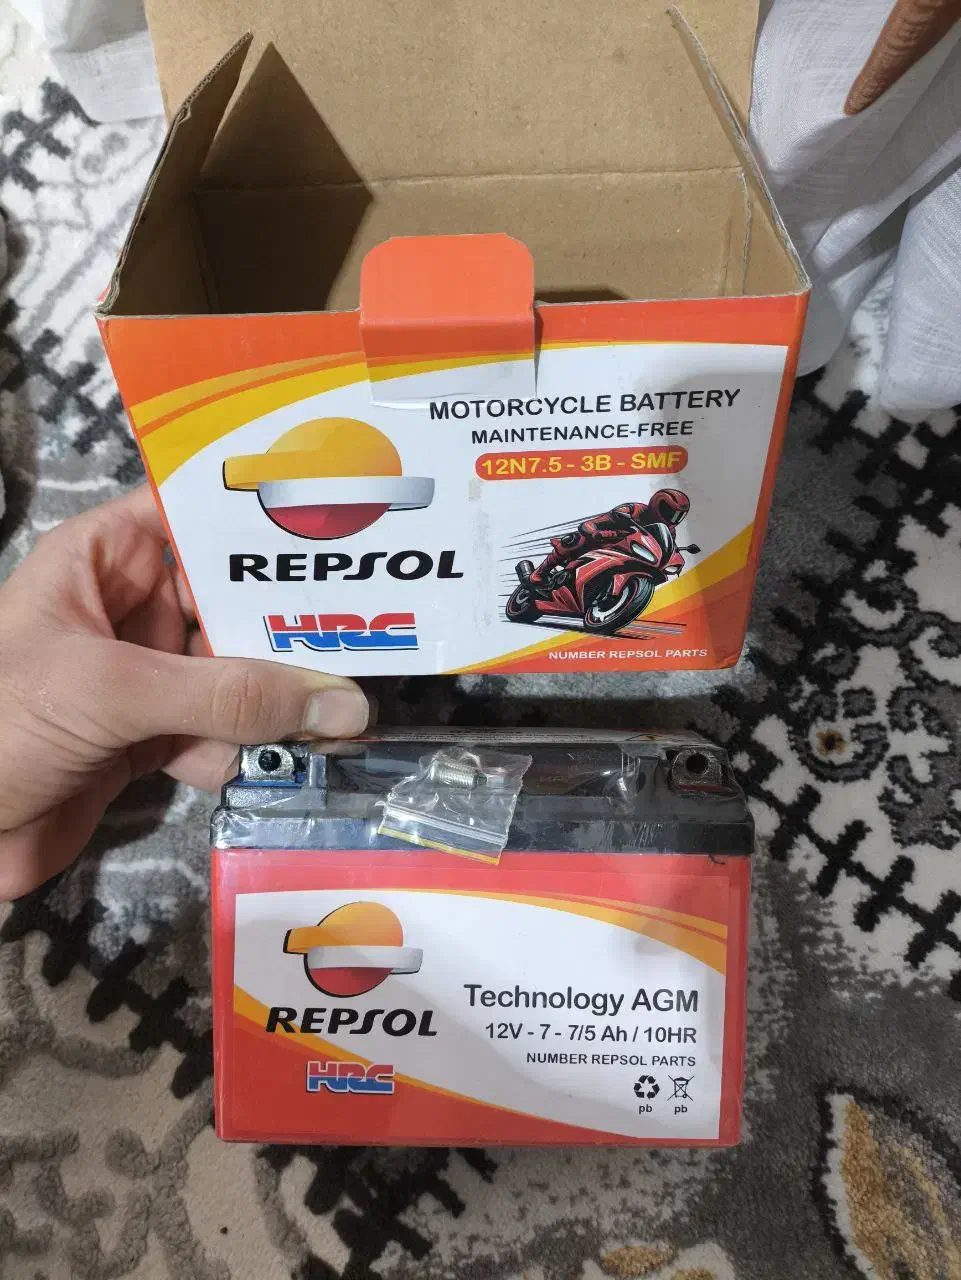 MOTORCYCLE BATTERY
MAINTENANCE-FREE
12N7.5 - 3B - SMF
REPSOL
HRC
NUMBER REPSOL PARTS
REPSOL
HRC
Technology AGM
12V - 7 - 7/5 Ah / 10HR
NUMBER REPSOL PARTS
pb pb